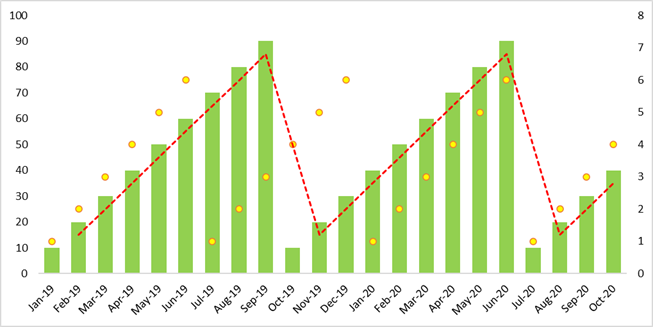 100
90
80
70
60
50
40
30
20
10
0
8
7
6
5
4
3
2
1
0
Jan-19
Feb-19
Mar-19
Apr-19
May-19
Jun-19
Jul-19
Aug-19
Sep-19
Oct-19
Nov-19
Dec-19
Jan-20
Feb-20
Mar-20
Apr-20
May-20
Jun-20
Jul-20
Aug-20
Sep-20
Oct-20